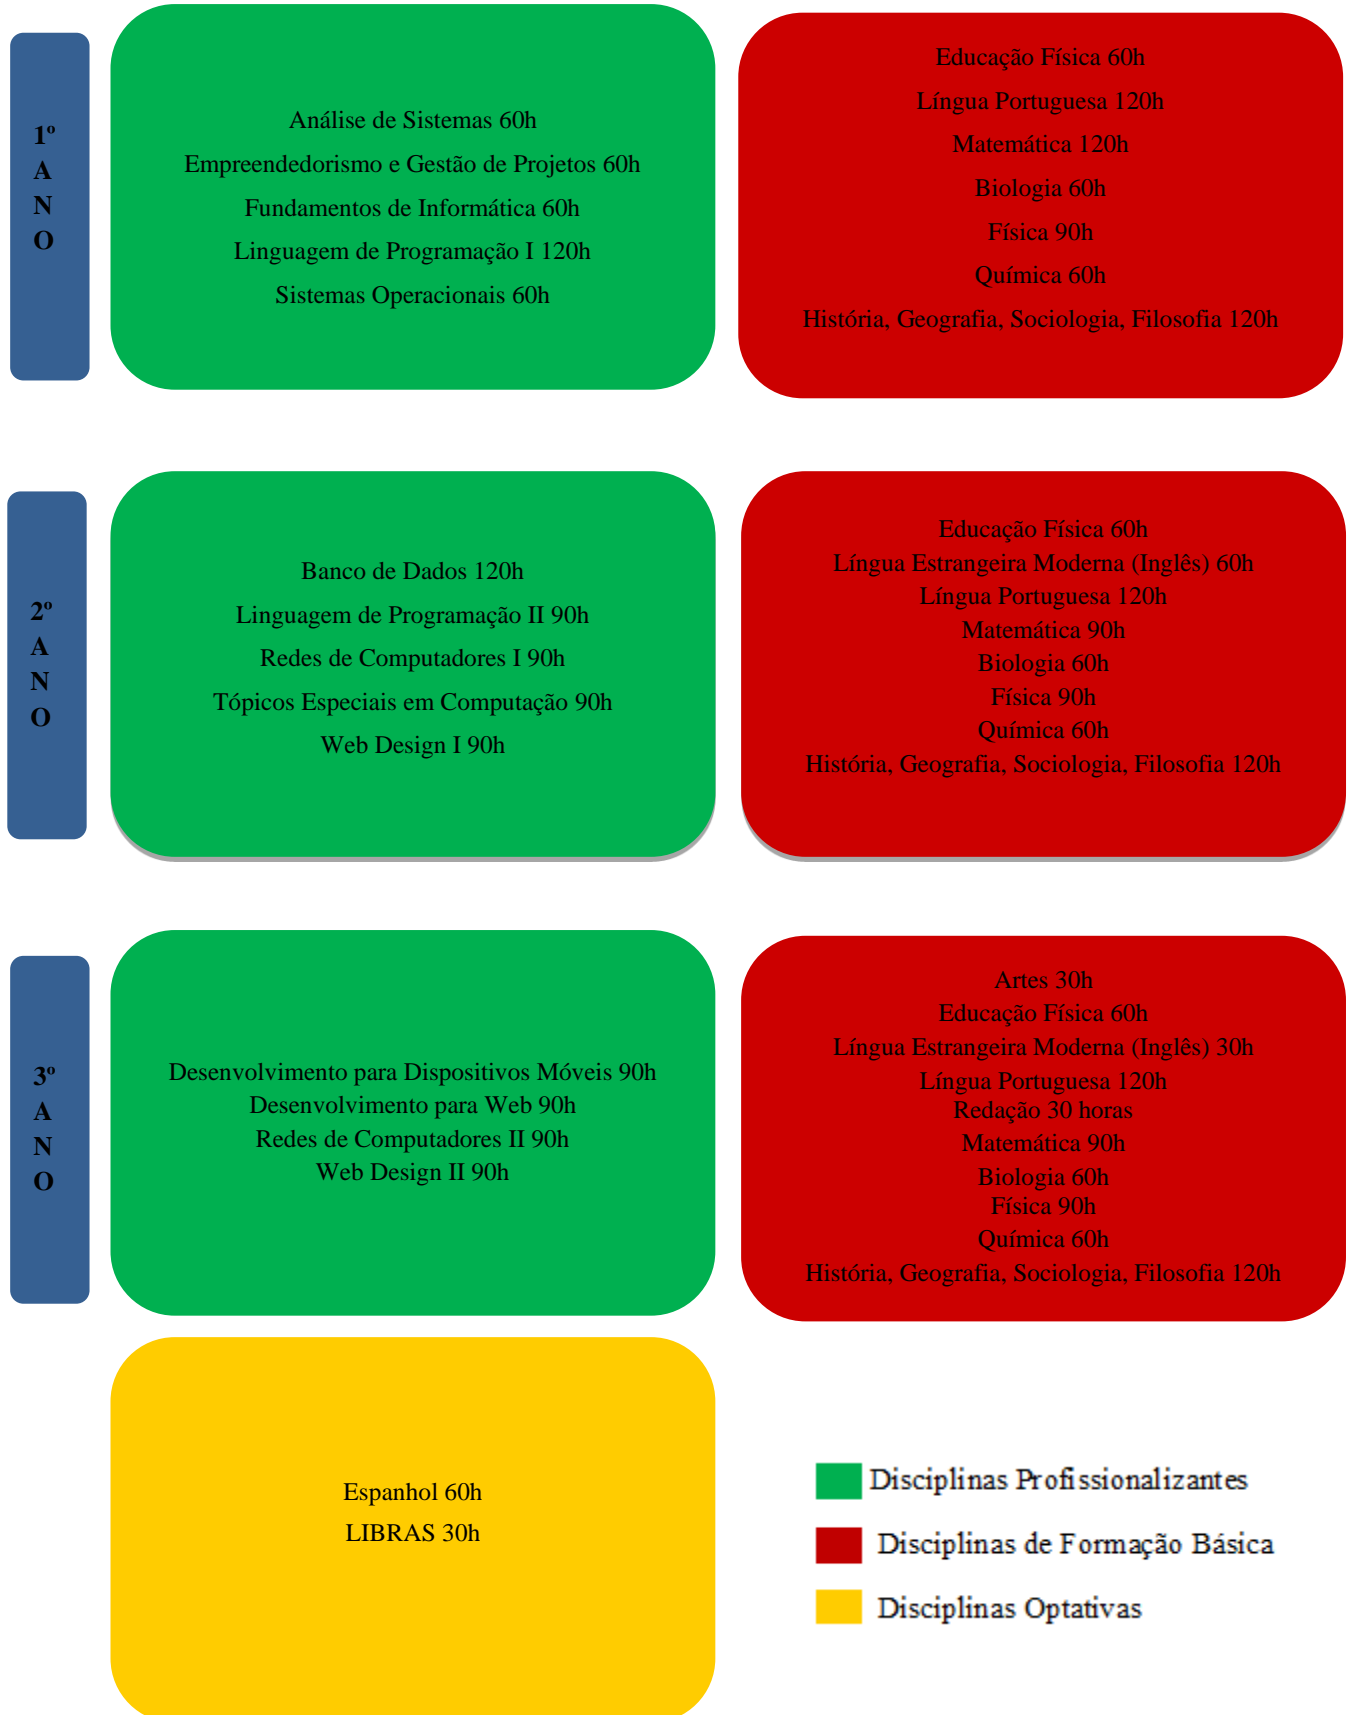 1º
A
N
O
Análise de Sistemas 60h
Empreendedorismo e Gestão de Projetos 60h
Fundamentos de Informática 60h
Linguagem de Programação I 120h
Sistemas Operacionais 60h
Educação Física 60h
Língua Portuguesa 120h
Matemática 120h
Biologia 60h
Física 90h
Química 60h
História, Geografia, Sociologia, Filosofia 120h
2º
A
N
O
Banco de Dados 120h
Linguagem de Programação II 90h
Redes de Computadores I 90h
Tópicos Especiais em Computação 90h
Web Design I 90h
Educação Física 60h
Língua Estrangeira Moderna (Inglês) 60h
Língua Portuguesa 120h
Matemática 90h
Biologia 60h
Física 90h
Química 60h
História, Geografia, Sociologia, Filosofia 120h
3º
A
N
O
Desenvolvimento para Dispositivos Móveis 90h
Desenvolvimento para Web 90h
Redes de Computadores II 90h
Web Design II 90h
Artes 30h
Educação Física 60h
Língua Estrangeira Moderna (Inglês) 30h
Língua Portuguesa 120h
Redação 30 horas
Matemática 90h
Biologia 60h
Física 90h
Química 60h
História, Geografia, Sociologia, Filosofia 120h
Espanhol 60h
LIBRAS 30h
Disciplinas Profissionalizantes
Disciplinas de Formação Básica
Disciplinas Optativas